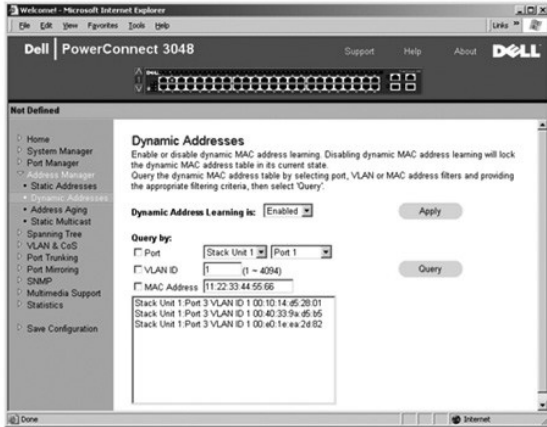 Welcome! - Microsoft Internet Explorer
File Edit View Favorites Tools Help
Links »
Dell | PowerConnect 3048
Support Help About DELL
Not Defined
Home
System Manager
Port Manager
Address Manager
Static Addresses
Dynamic Addresses
Address Aging
Static Multicast
Spanning Tree
VLAN & CoS
Port Trunking
Port Mirroring
SNMP
Multimedia Support
Statistics
Save Configuration
Dynamic Addresses
Enable or disable dynamic MAC address learning. Disabling dynamic MAC address learning will lock
the dynamic MAC address table in its current state.
Query the dynamic MAC address table by selecting port, VLAN or MAC address filters and providing
the appropriate filtering criteria, then select 'Query'.
Dynamic Address Learning is: Enabled Apply
Query by:
Port Stack Unit 1 Port 1
VLAN ID 1 (1 ~ 4094) Query
MAC Address 11:22:33:44:55:66
Stack Unit 1:Port 3 VLAN ID 1 00:10:14:d5:28:01
Stack Unit 1:Port 3 VLAN ID 1 00:40:33:9a:d5:b5
Stack Unit 1:Port 3 VLAN ID 1 00:e0:1e:ea:2d:82
Done
Internet